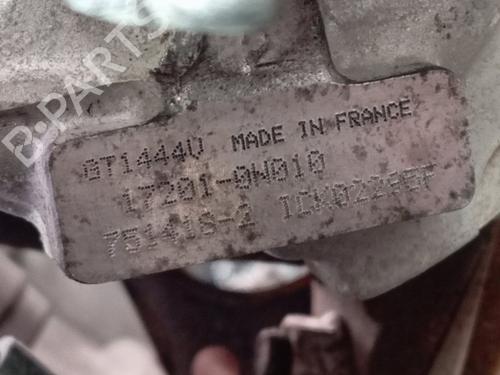 B-PARTS
GT1444V MADE IN FRANCE
17201-0W010
751418-2